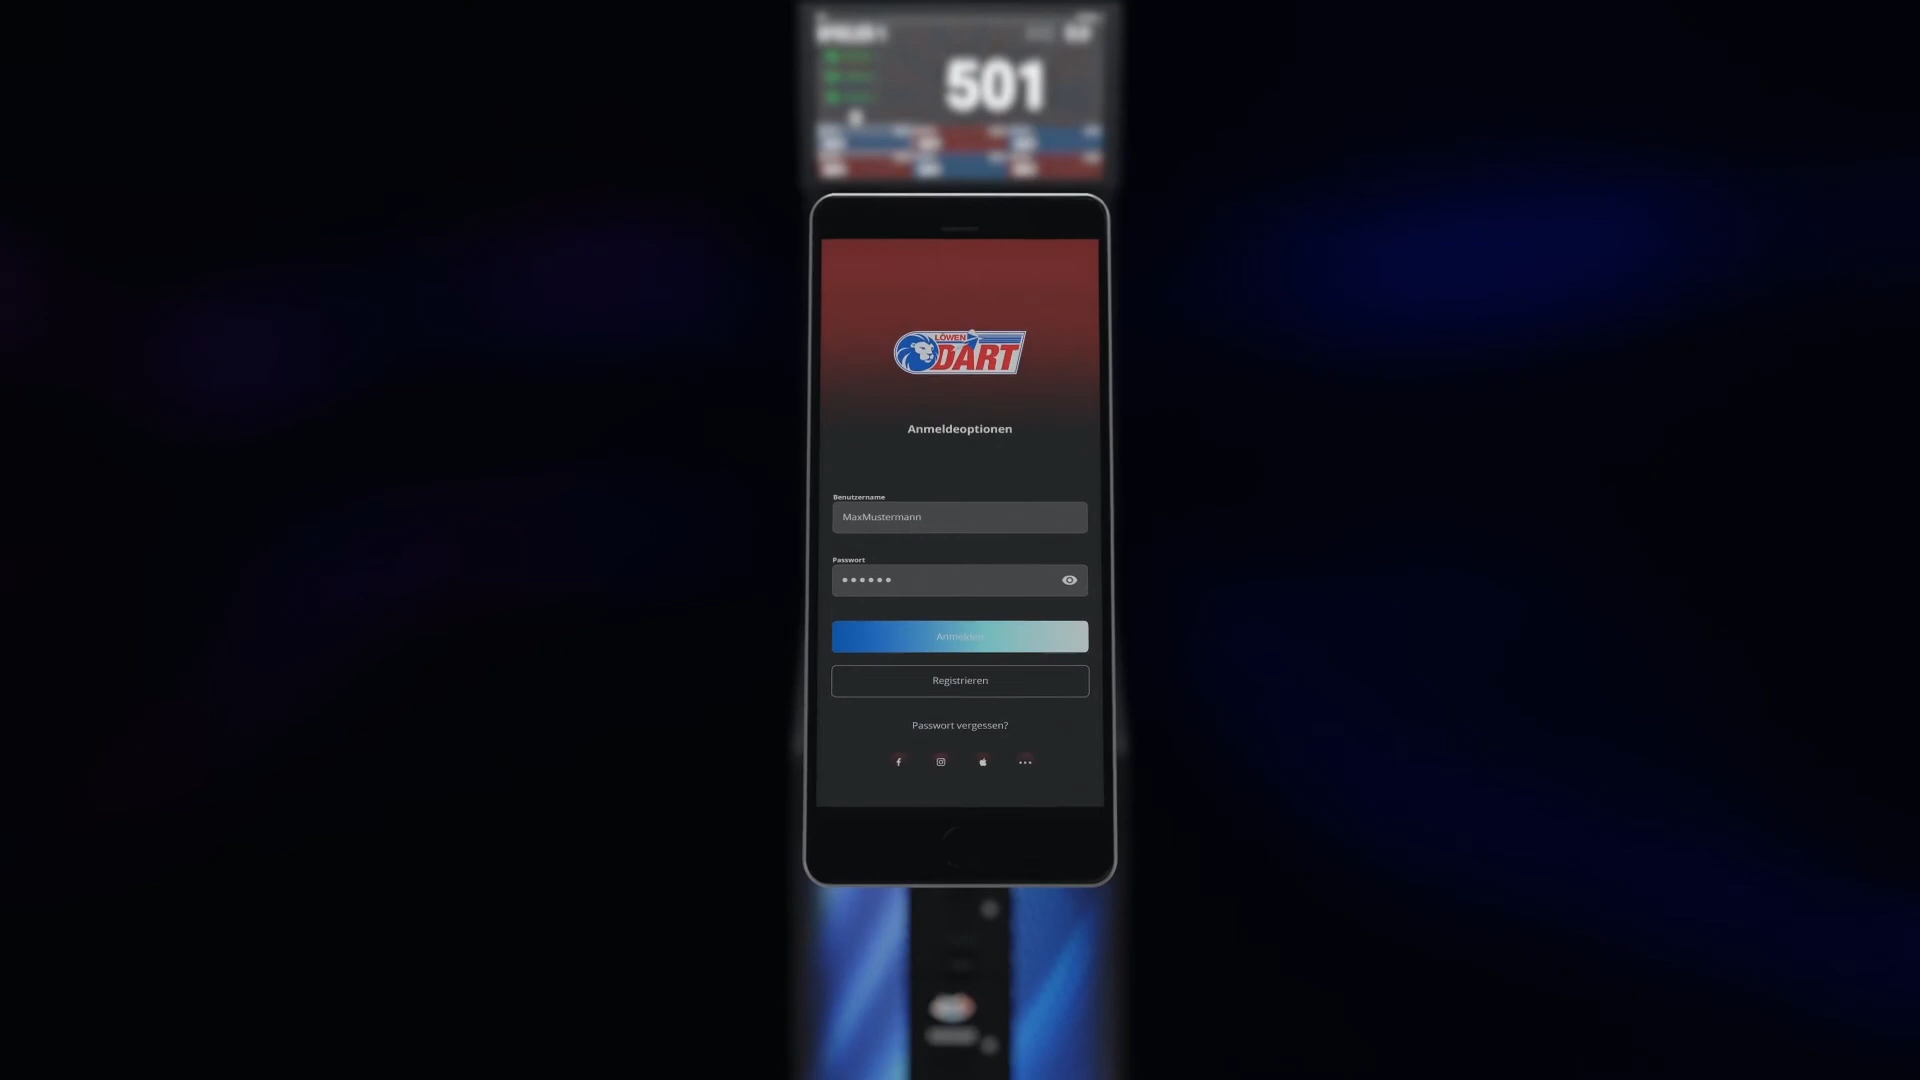 501
LÖWEN
DART
Anmeldeoptionen
Benutzername
MaxMustermann
Passwort
Anmelden
Registrieren
Passwort vergessen?